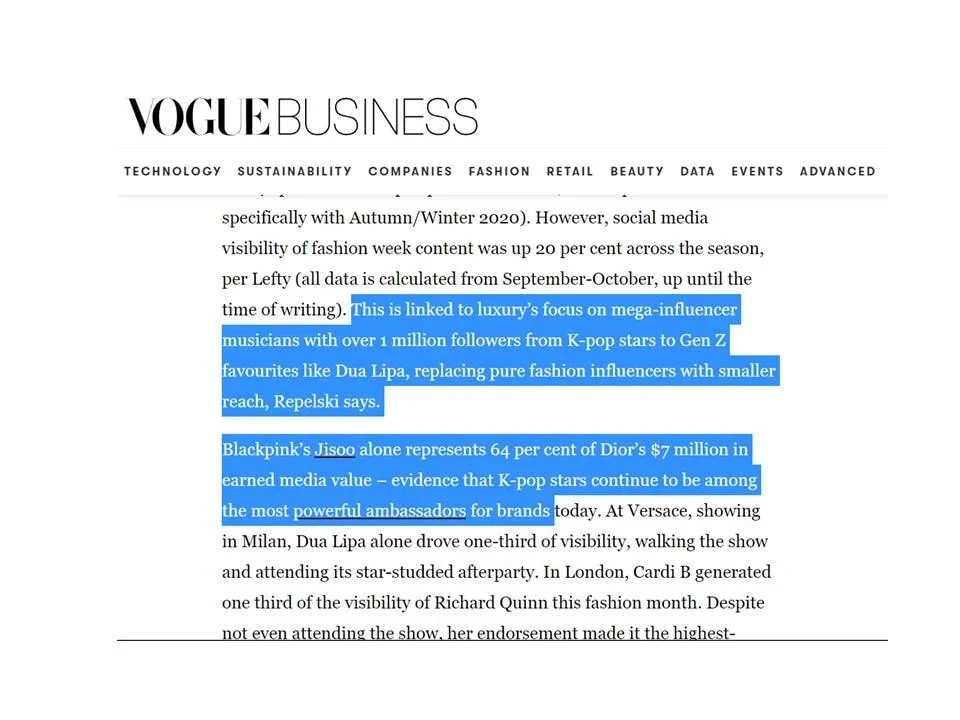 VOGUE BUSINESS
TECHNOLOGY SUSTAINABILITY COMPANIES FASHION RETAIL BEAUTY DATA EVENTS ADVANCED
specifically with Autumn/Winter 2020). However, social media
visibility of fashion week content was up 20 per cent across the season,
per Lefty (all data is calculated from September-October, up until the
time of writing). This is linked to luxury’s focus on mega-influencer
musicians with over 1 million followers from K-pop stars to Gen Z
favourites like Dua Lipa, replacing pure fashion influencers with smaller
reach, Repelski says.
Blackpink’s Jisoo alone represents 64 per cent of Dior’s $7 million in
earned media value – evidence that K-pop stars continue to be among
the most powerful ambassadors for brands today. At Versace, showing
in Milan, Dua Lipa alone drove one-third of visibility, walking the show
and attending its star-studded afterparty. In London, Cardi B generated
one third of the visibility of Richard Quinn this fashion month. Despite
not even attending the show, her endorsement made it the highest-